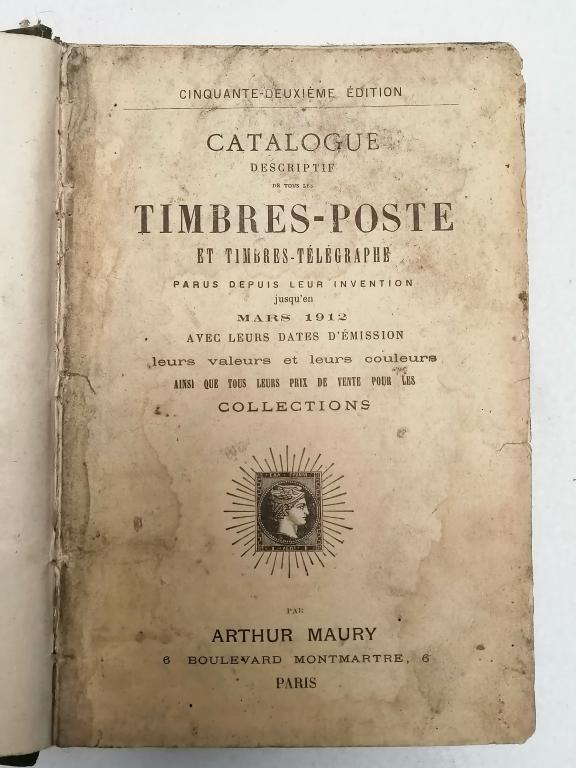 CINQUANTE-DEUXIÈME ÉDITION
CATALOGUE
DESCRIPTIF
DE TOUS LES
TIMBRES-POSTE
ET TIMBRES-TÉLÉGRAPHE
PARUS DEPUIS LEUR INVENTION
jusqu'en
MARS 1912
AVEC LEURS DATES D'ÉMISSION
leurs valeurs et leurs couleurs
AINSI QUE TOUS LEURS PRIX DE VENTE POUR LES
COLLECTIONS
PAR
ARTHUR MAURY
6 BOULEVARD MONTMARTRE, 6
PARIS